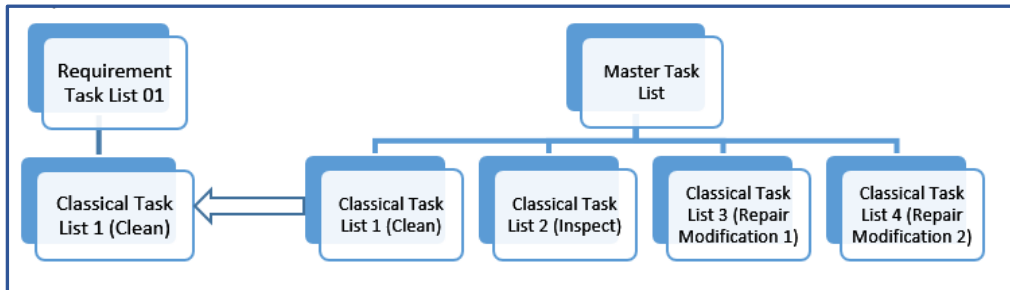 Requirement
Task List 01
Master Task
List
Classical Task
List 1 (Clean)
Classical Task
List 1 (Clean)
Classical Task
List 2 (Inspect)
Classical Task
List 3 (Repair
Modification 1)
Classical Task
List 4 (Repair
Modification 2)